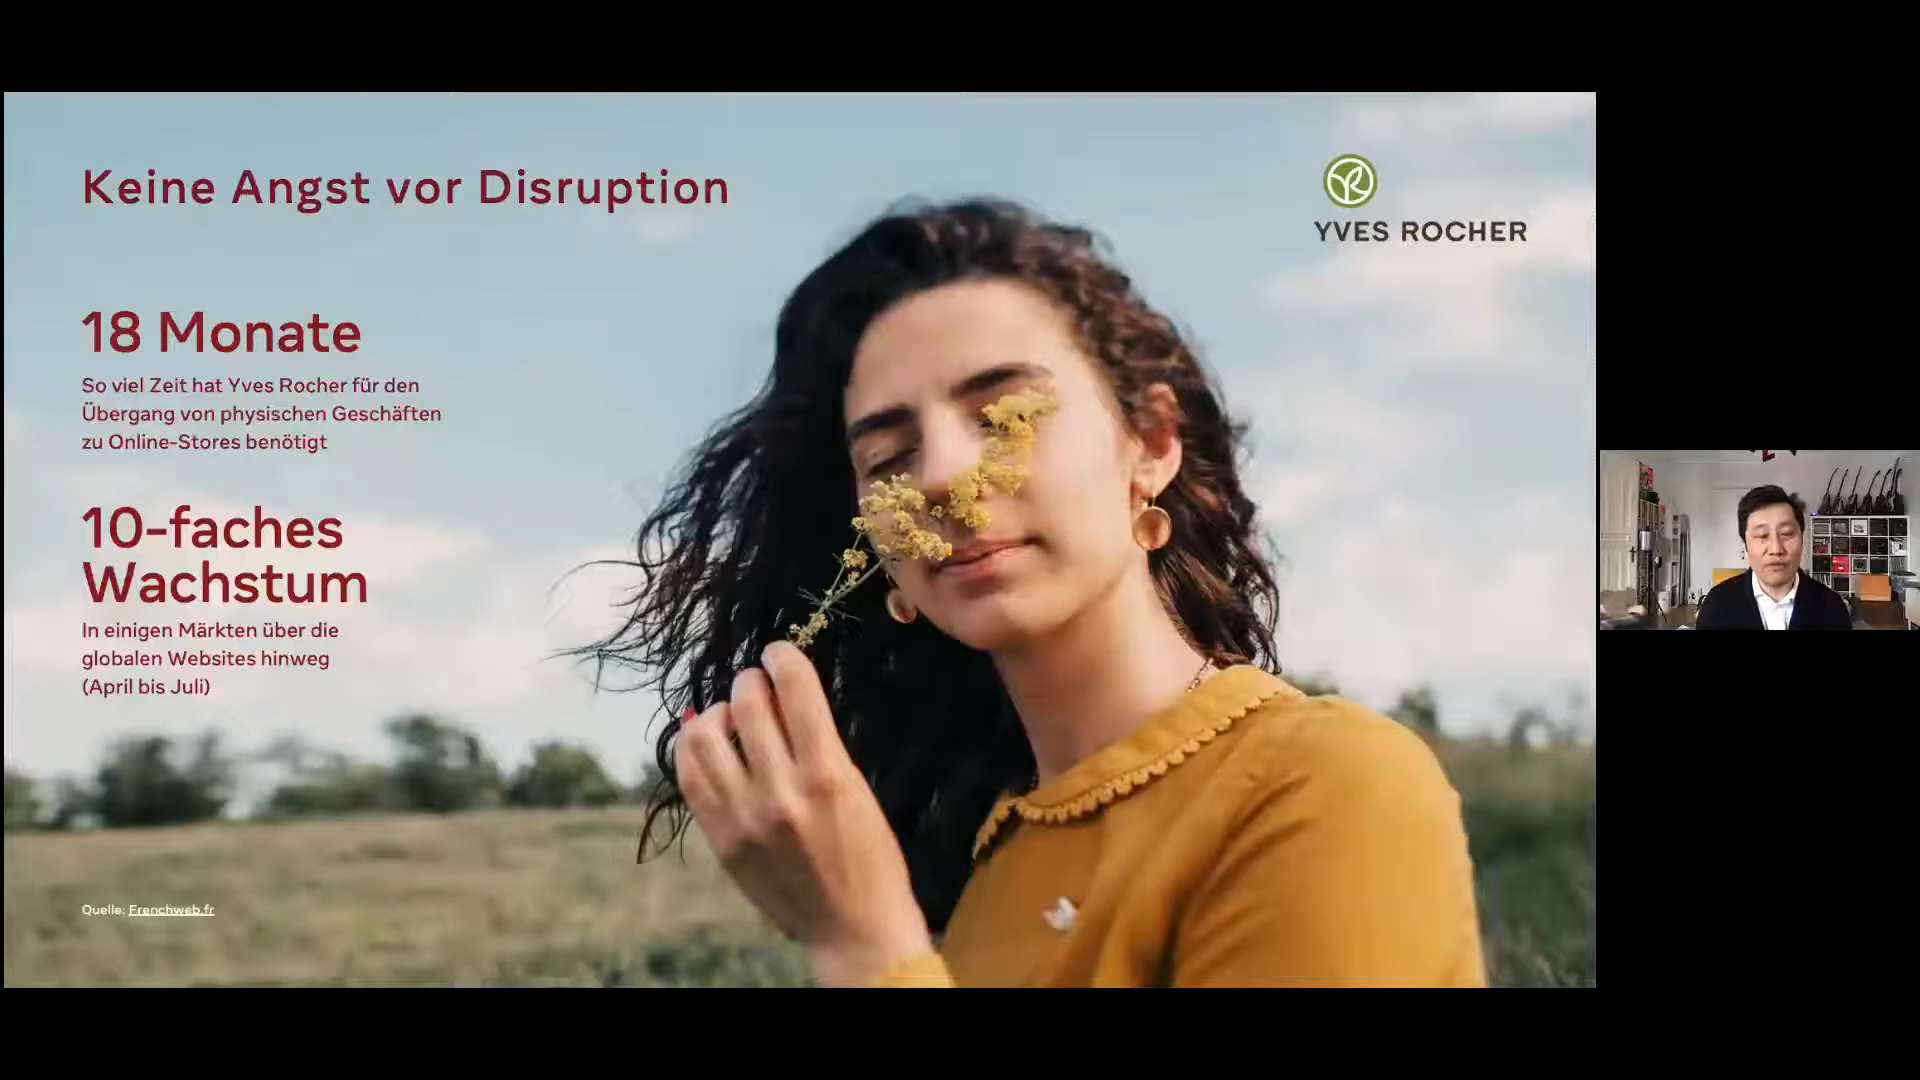 Keine Angst vor Disruption
YVES ROCHER
18 Monate
So viel Zeit hat Yves Rocher für den
Übergang von physischen Geschäften
zu Online-Stores benötigt
10-faches
Wachstum
In einigen Märkten über die
globalen Websites hinweg
(April bis Juli)
Quelle: Frenchweb.fr